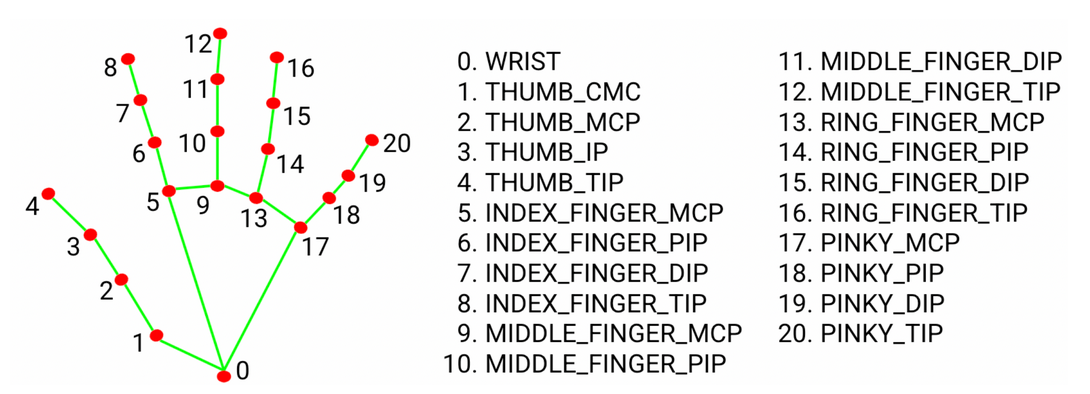 12
8
16
11
7
15
10
6
14
20
19
4
5
9
13
18
3
17
2
1
0
0. WRIST
1. THUMB_CMC
2. THUMB_MCP
3. THUMB_IP
4. THUMB_TIP
5. INDEX_FINGER_MCP
6. INDEX_FINGER_PIP
7. INDEX_FINGER_DIP
8. INDEX_FINGER_TIP
9. MIDDLE_FINGER_MCP
10. MIDDLE_FINGER_PIP
11. MIDDLE_FINGER_DIP
12. MIDDLE_FINGER_TIP
13. RING_FINGER_MCP
14. RING_FINGER_PIP
15. RING_FINGER_DIP
16. RING_FINGER_TIP
17. PINKY_MCP
18. PINKY_PIP
19. PINKY_DIP
20. PINKY_TIP